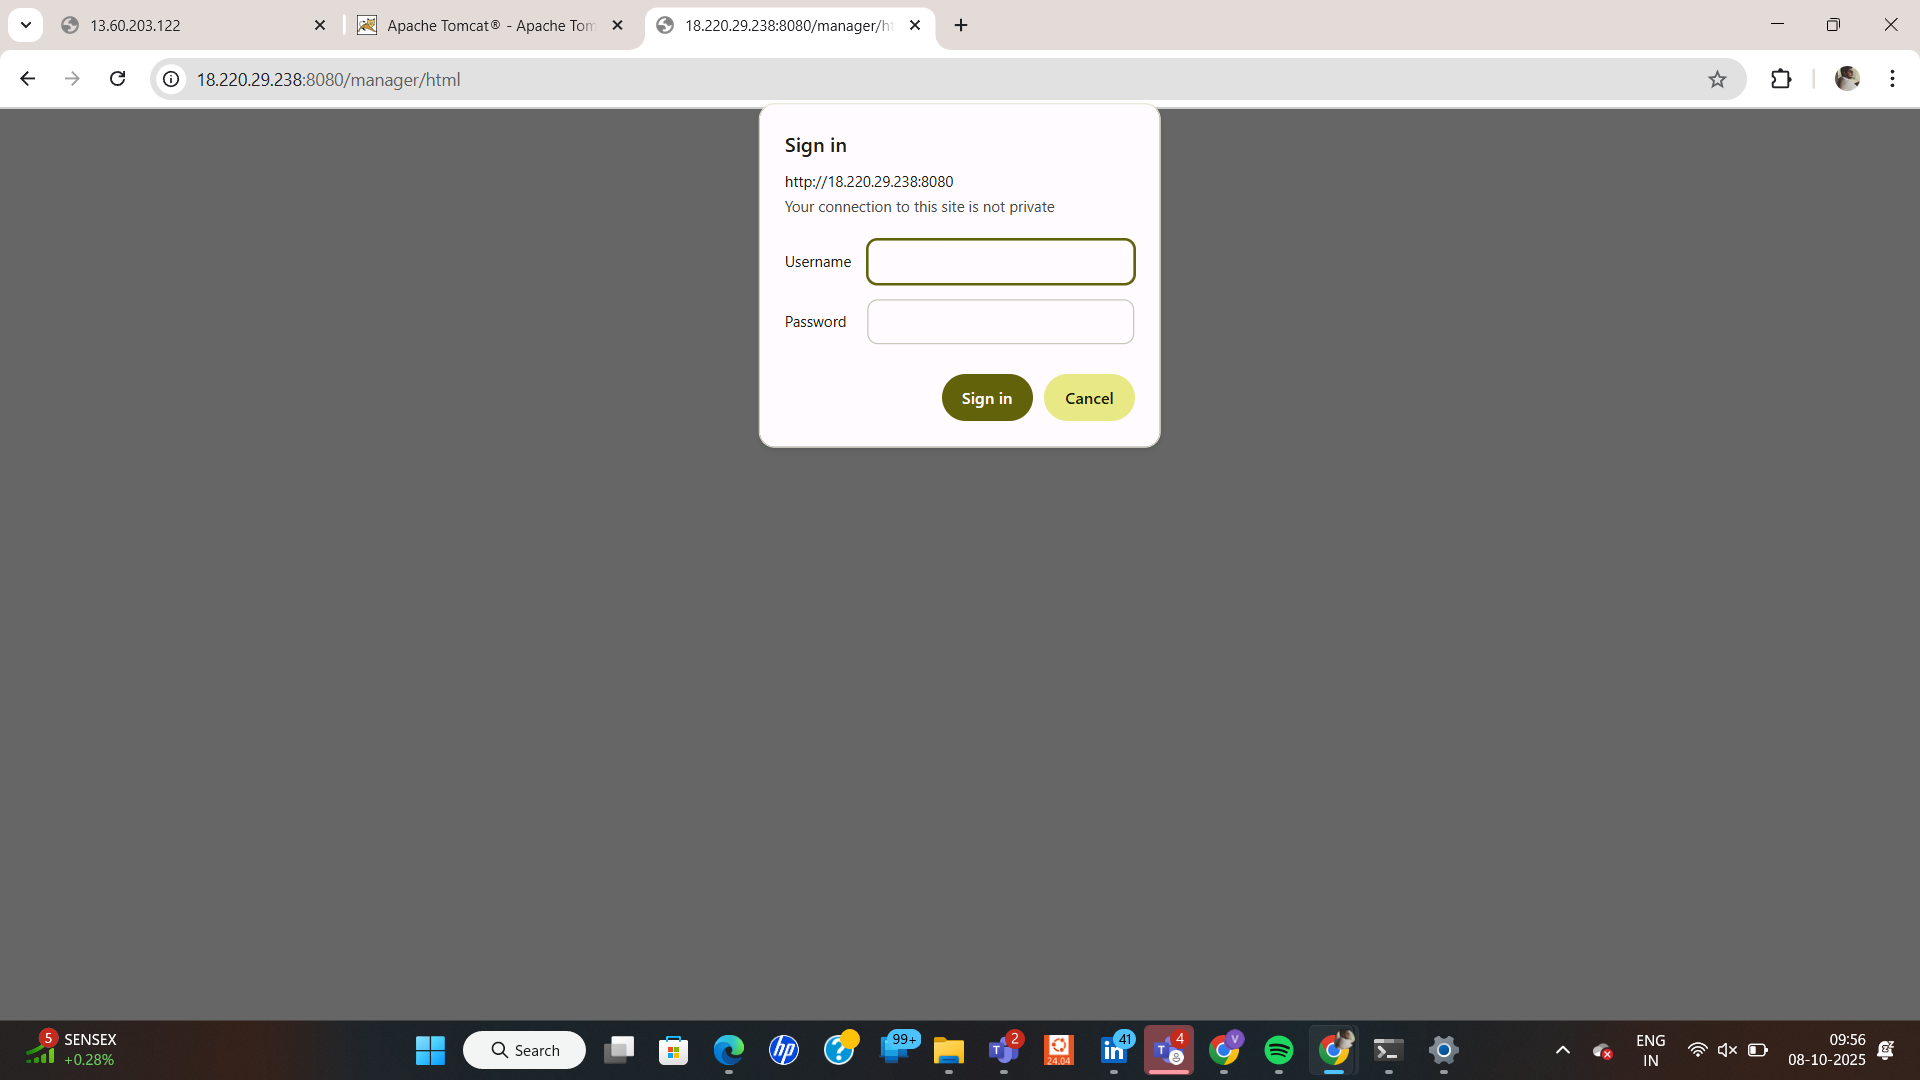 13.60.203.122
Apache Tomcat® - Apache Tom
18.220.29.238:8080/manager/ht
18.220.29.238:8080/manager/html
Sign in
http://18.220.29.238:8080
Your connection to this site is not private
Username
Password
Sign in
Cancel
5
SENSEX
+0.28%
Search
hp
?
99+
T
2
24.04
in
41
T
4
V
ENG
IN
09:56
08-10-2025